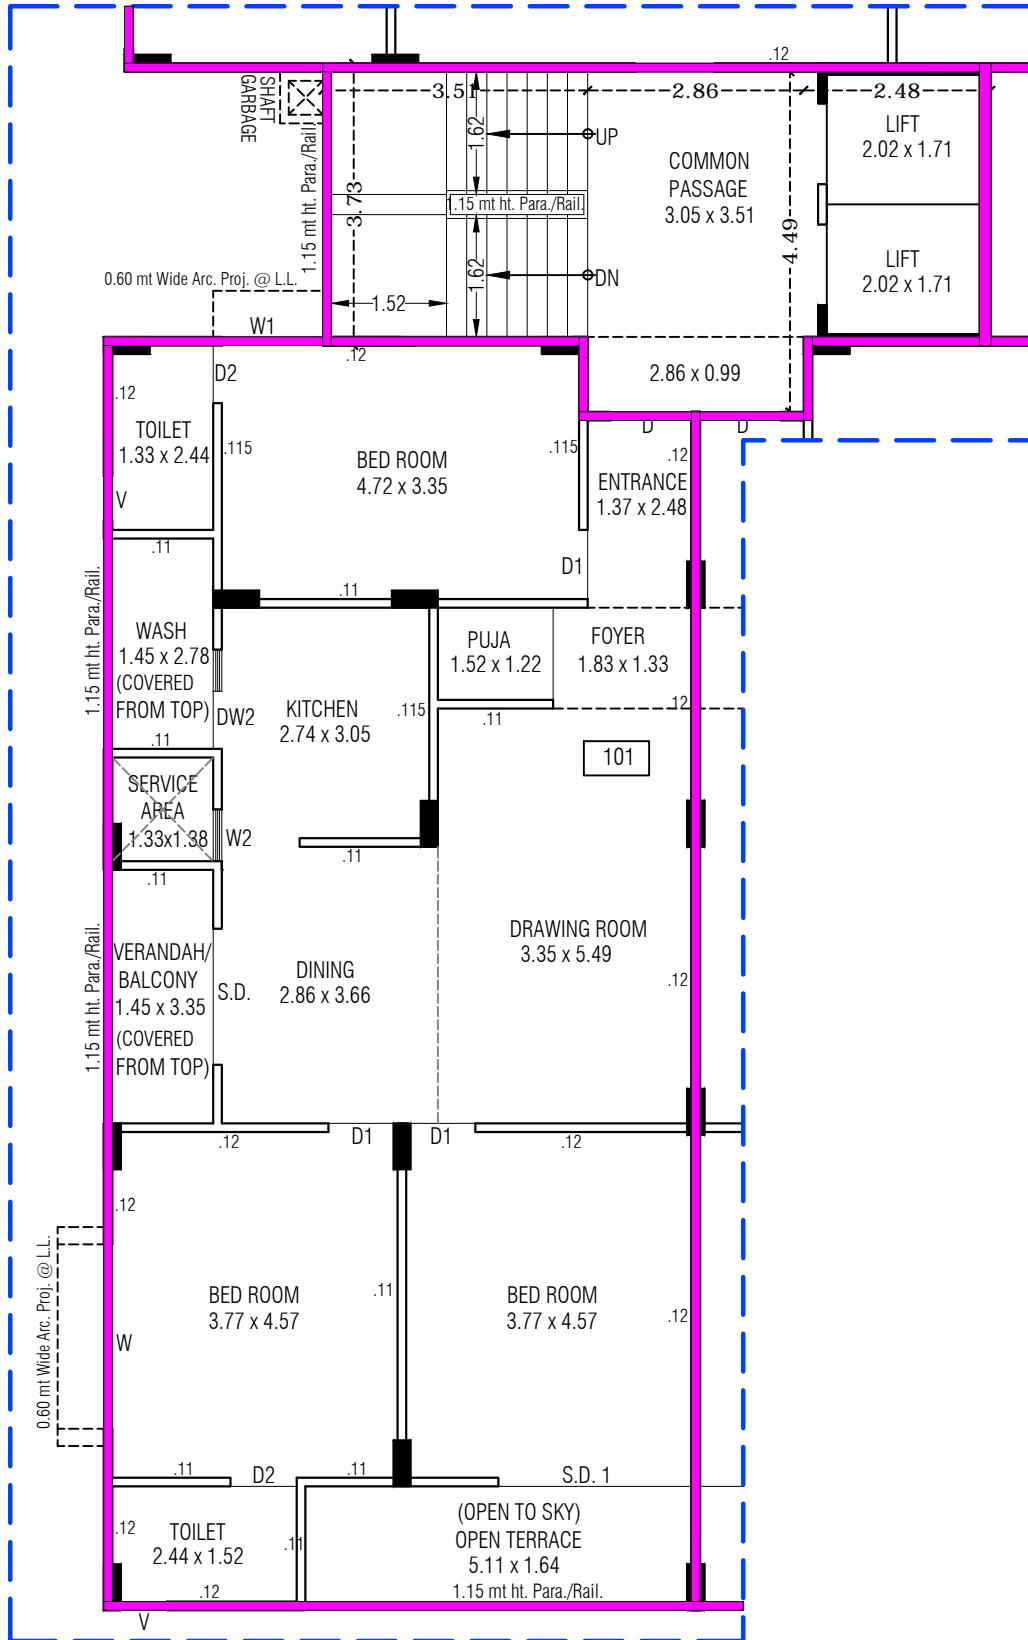 .12
SHAFT
GARBAGE
3.51
2.86
2.48
1.15 mt ht. Para./Rail.
3.73
1.62
UP
COMMON
PASSAGE
3.05 x 3.51
LIFT
2.02 x 1.71
1.15 mt ht. Para./Rail.
4.49
1.62
DN
LIFT
2.02 x 1.71
0.60 mt Wide Arc. Proj. @ L.L.
1.52
W1
.12
D2
2.86 x 0.99
.12
TOILET
1.33 x 2.44
.115
BED ROOM
4.72 x 3.35
.115
D
D
.12
ENTRANCE
1.37 x 2.48
V
.11
D1
.11
1.15 mt ht. Para./Rail.
WASH
1.45 x 2.78
(COVERED
FROM TOP)
PUJA
1.52 x 1.22
FOYER
1.83 x 1.33
DW2
KITCHEN
2.74 x 3.05
.115
.11
.12
.11
101
SERVICE
AREA
1.33x1.38
W2
.11
.11
1.15 mt ht. Para./Rail.
VERANDAH/
BALCONY
1.45 x 3.35
(COVERED
FROM TOP)
S.D.
DINING
2.86 x 3.66
DRAWING ROOM
3.35 x 5.49
.12
.12
D1
D1
.12
.12
0.60 mt Wide Arc. Proj. @ L.L.
W
BED ROOM
3.77 x 4.57
.11
BED ROOM
3.77 x 4.57
.12
.11
D2
.11
S.D. 1
.12
TOILET
2.44 x 1.52
.11
(OPEN TO SKY)
OPEN TERRACE
5.11 x 1.64
1.15 mt ht. Para./Rail.
.12
V